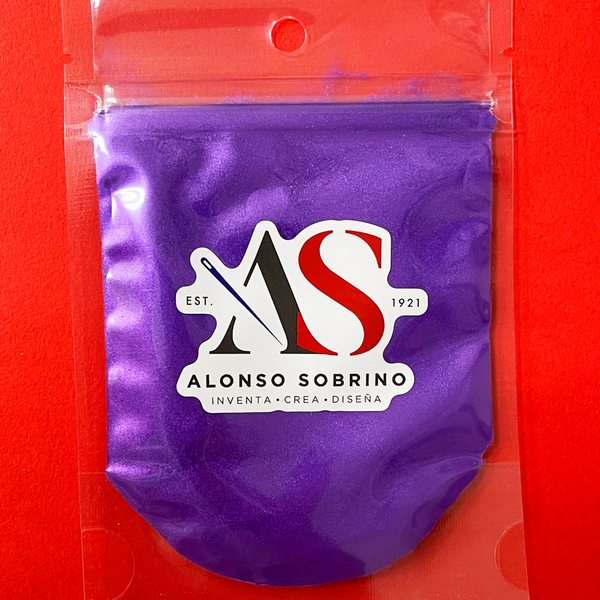 AS
EST. 1921
ALONSO SOBRINO
INVENTA • CREA • DISEÑA